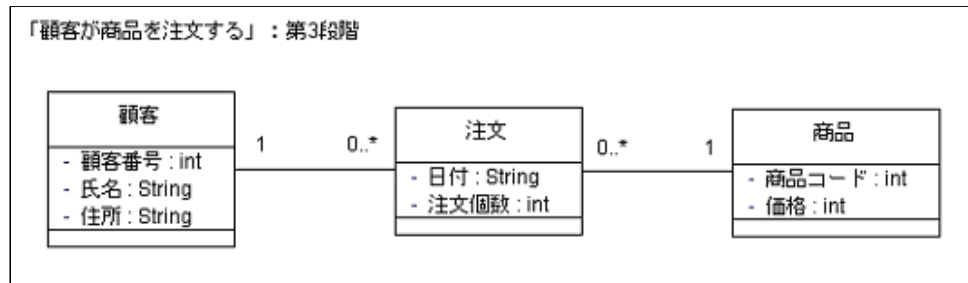 「顧客が商品を注文する」：第3段階
顧客
- 顧客番号 : int
- 氏名 : String
- 住所 : String
1
0..*
注文
- 日付 : String
- 注文個数 : int
0..*
1
商品
- 商品コード : int
- 価格 : int